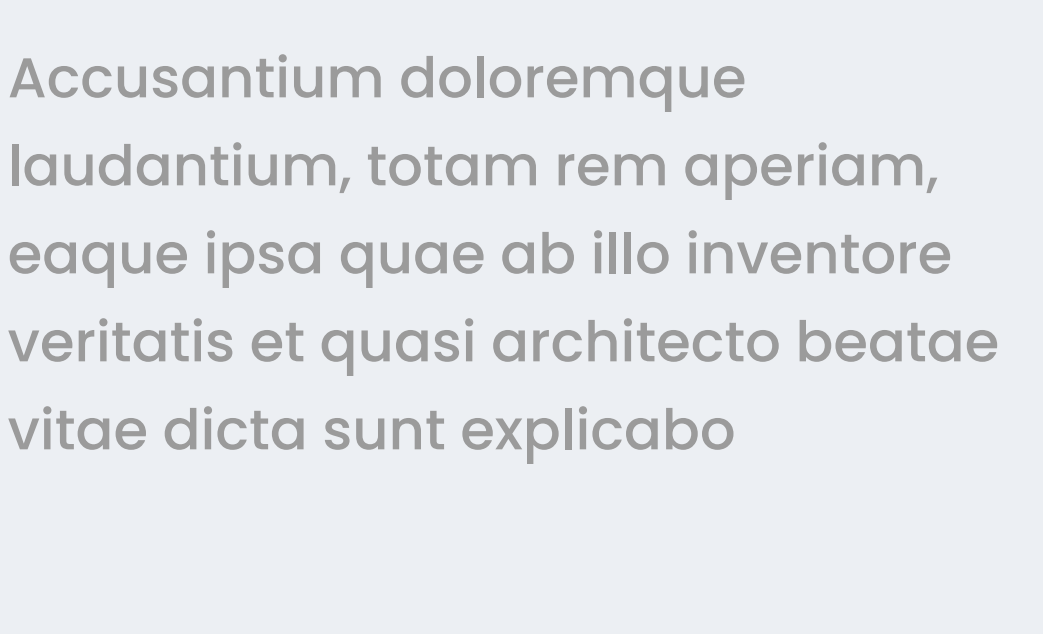 Accusantium doloremque
laudantium, totam rem aperiam,
eaque ipsa quae ab illo inventore
veritatis et quasi architecto beatae
vitae dicta sunt explicabo